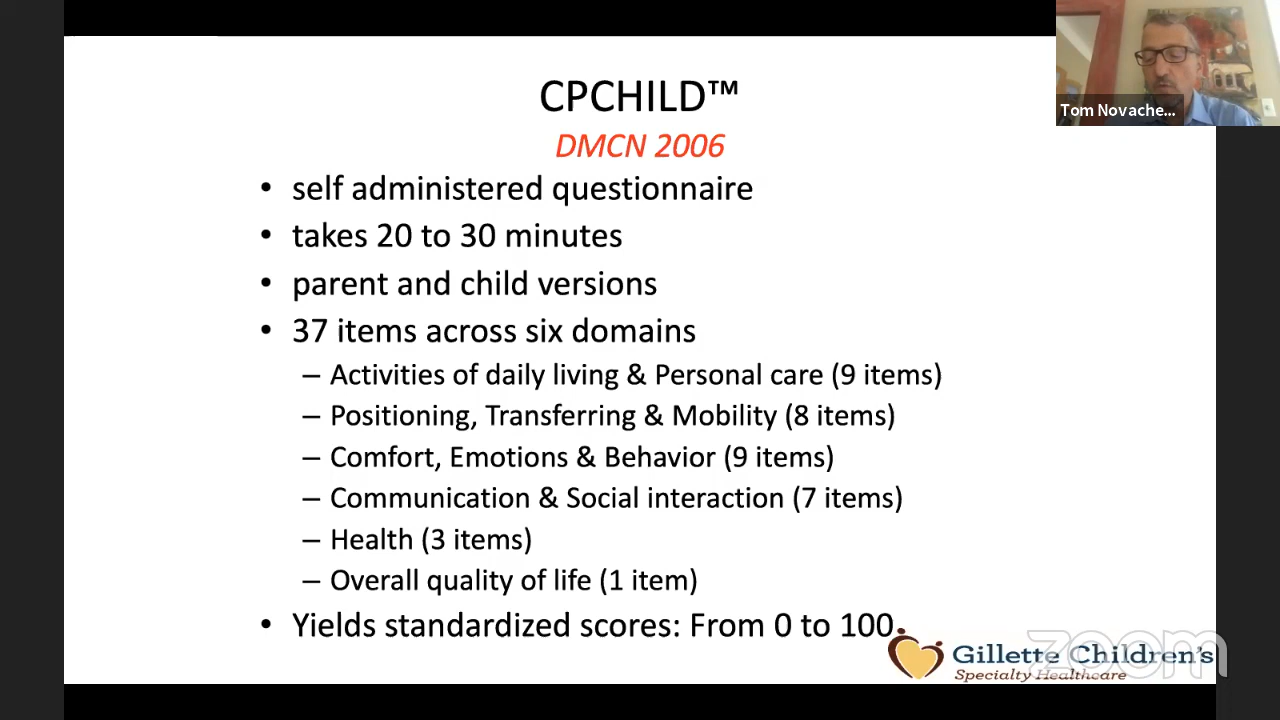 CPCHILD™
DMCN 2006
• self administered questionnaire
• takes 20 to 30 minutes
• parent and child versions
• 37 items across six domains
– Activities of daily living & Personal care (9 items)
– Positioning, Transferring & Mobility (8 items)
– Comfort, Emotions & Behavior (9 items)
– Communication & Social interaction (7 items)
– Health (3 items)
– Overall quality of life (1 item)
• Yields standardized scores: From 0 to 100
Tom Novache...
Gillette Children's
Specialty Healthcare
zoom